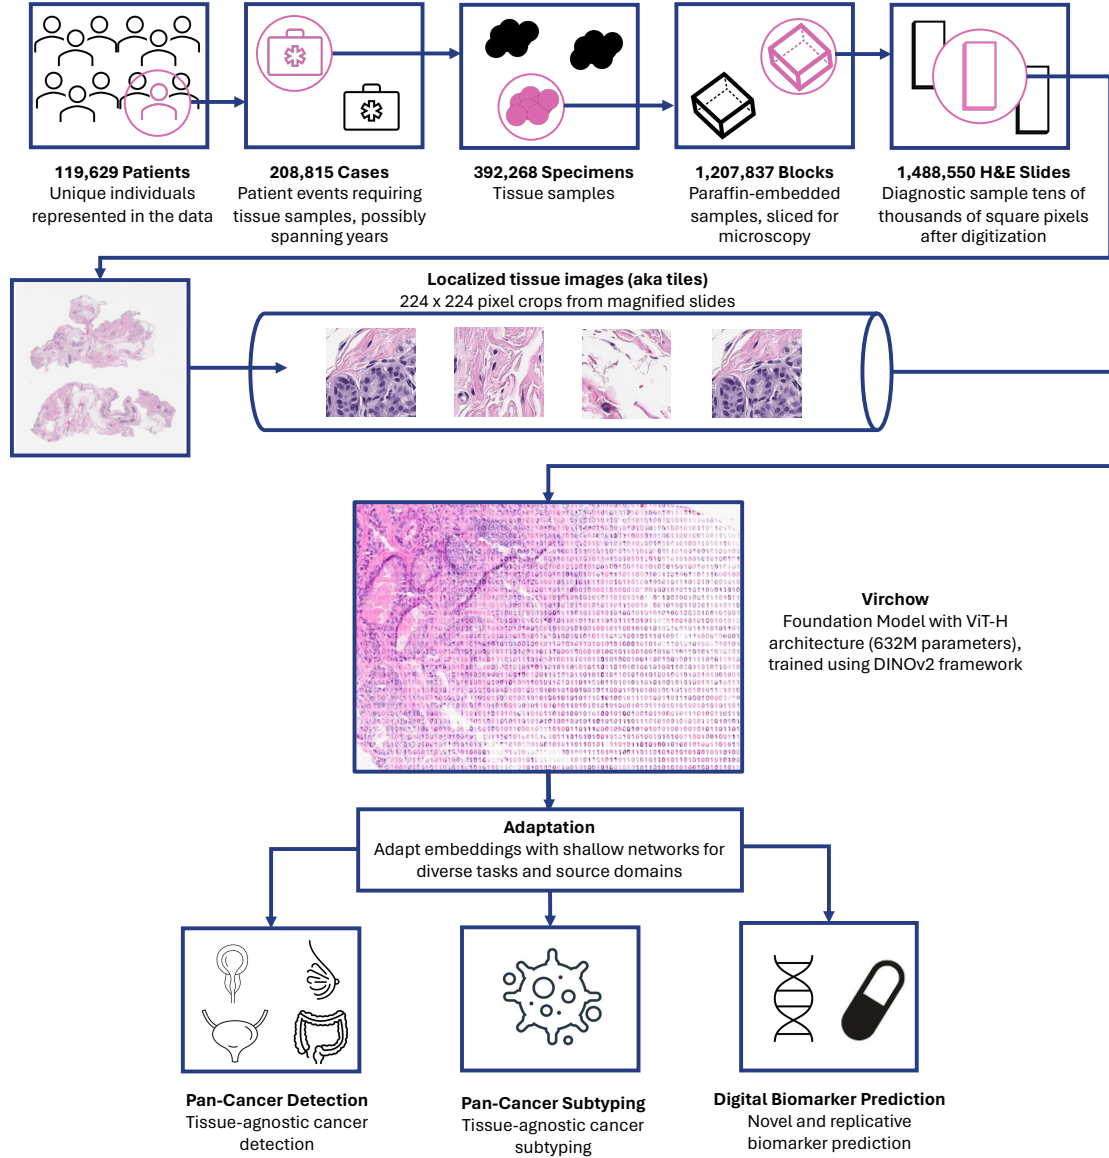 119,629 Patients
Unique individuals
represented in the data
208,815 Cases
Patient events requiring
tissue samples, possibly
spanning years
392,268 Specimens
Tissue samples
1,207,837 Blocks
Paraffin-embedded
samples, sliced for
microscopy
1,488,550 H&E Slides
Diagnostic sample tens of
thousands of square pixels
after digitization
Localized tissue images (aka tiles)
224 x 224 pixel crops from magnified slides
Virchow
Foundation Model with ViT-H
architecture (632M parameters),
trained using DINOv2 framework
Adaptation
Adapt embeddings with shallow networks for
diverse tasks and source domains
Pan-Cancer Detection
Tissue-agnostic cancer
detection
Pan-Cancer Subtyping
Tissue-agnostic cancer
subtyping
Digital Biomarker Prediction
Novel and replicative
biomarker prediction